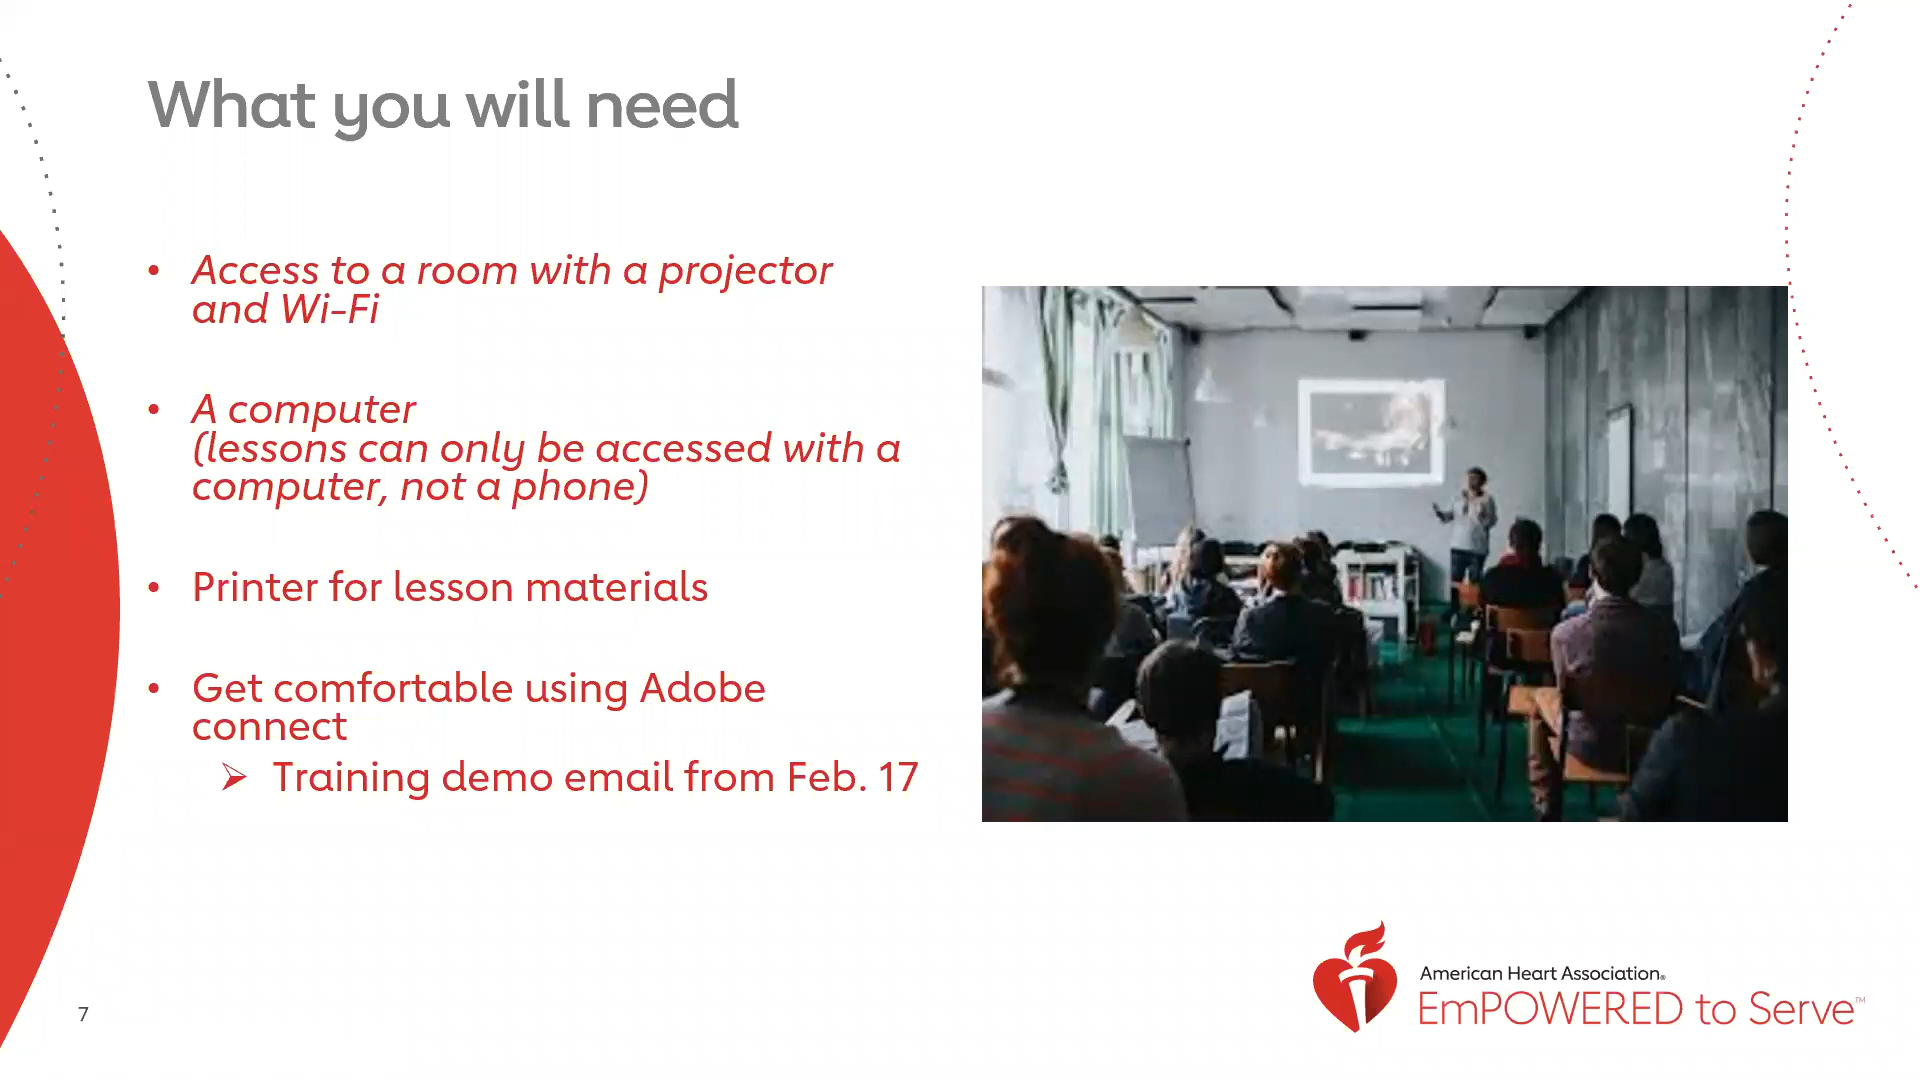 What you will need
• Access to a room with a projector
and Wi-Fi
• A computer
(lessons can only be accessed with a
computer, not a phone)
• Printer for lesson materials
• Get comfortable using Adobe
connect
➢ Training demo email from Feb. 17
7
American Heart Association®
EmPOWERED to Serve™